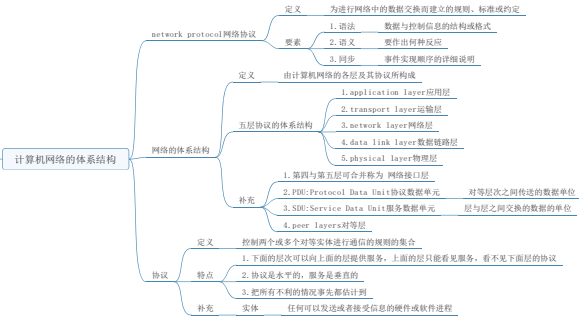 计算机网络的体系结构
network protocol网络协议
定义
为进行网络中的数据交换而建立的规则、标准或约定
要素
1.语法
数据与控制信息的结构或格式
2.语义
要作出何种反应
3.同步
事件实现顺序的详细说明
网络的体系结构
定义
由计算机网络的各层及其协议所构成
五层协议的体系结构
1.application layer应用层
2.transport layer运输层
3.network layer网络层
4.data link layer数据链路层
5.physical layer物理层
补充
1.第四与第五层可合并称为 网络接口层
2.PDU:Protocol Data Unit协议数据单元
对等层次之间传送的数据单位
3.SDU:Service Data Unit服务数据单元
层与层之间交换的数据的单位
4.peer layers对等层
协议
定义
控制两个或多个对等实体进行通信的规则的集合
特点
1.下面的层次可以向上面的层提供服务，上面的层只能看见服务，看不见下面层的协议
2.协议是水平的，服务是垂直的
3.把所有不利的情况事先都估计到
补充
实体
任何可以发送或者接受信息的硬件或软件进程